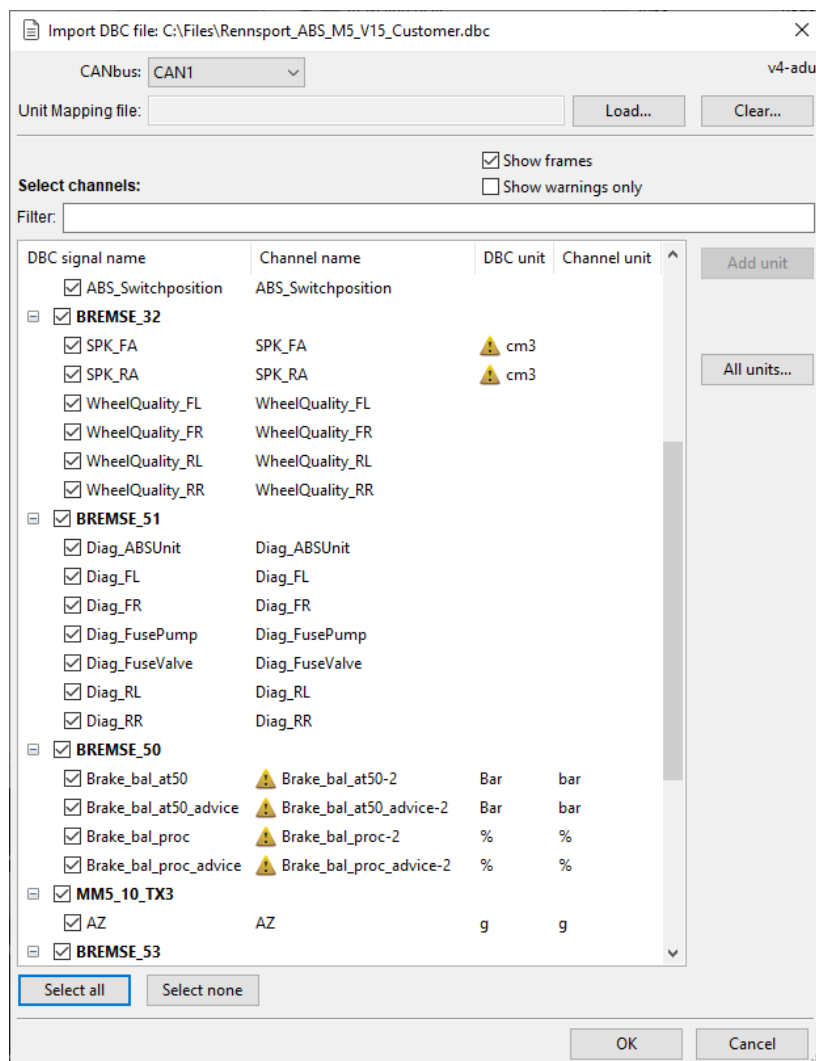 Import DBC file: C:\Files\Rennsport_ABS_M5_V15_Customer.dbc
CANbus: CAN1 v4-adu
Unit Mapping file: Load... Clear...
Show frames
Select channels: Show warnings only
Filter:
DBC signal name Channel name DBC unit Channel unit Add unit
ABS_Switchposition ABS_Switchposition
BREMSE_32
SPK_FA SPK_FA cm3
SPK_RA SPK_RA cm3 All units...
WheelQuality_FL WheelQuality_FL
WheelQuality_FR WheelQuality_FR
WheelQuality_RL WheelQuality_RL
WheelQuality_RR WheelQuality_RR
BREMSE_51
Diag_ABSUnit Diag_ABSUnit
Diag_FL Diag_FL
Diag_FR Diag_FR
Diag_FusePump Diag_FusePump
Diag_FuseValve Diag_FuseValve
Diag_RL Diag_RL
Diag_RR Diag_RR
BREMSE_50
Brake_bal_at50 Brake_bal_at50-2 Bar bar
Brake_bal_at50_advice Brake_bal_at50_advice-2 Bar bar
Brake_bal_proc Brake_bal_proc-2 % %
Brake_bal_proc_advice Brake_bal_proc_advice-2 % %
MM5_10_TX3
AZ AZ g g
BREMSE_53
Select all Select none
OK Cancel